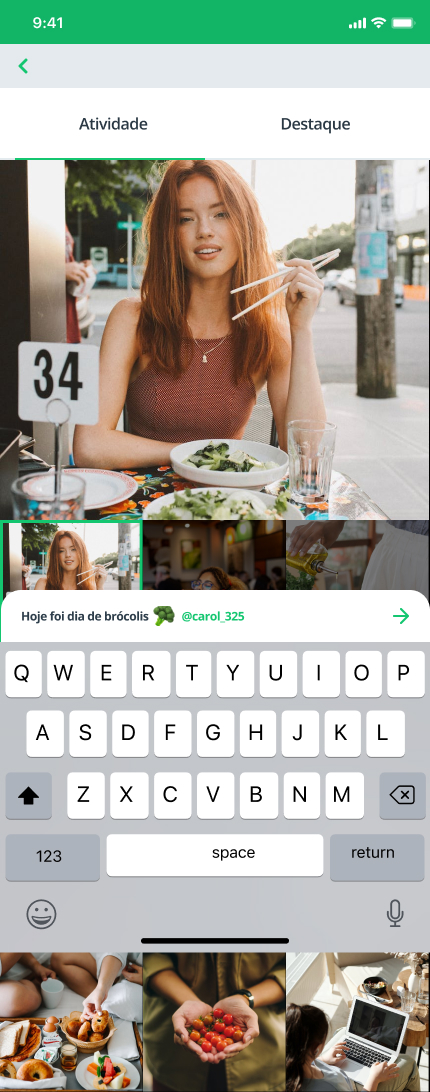 9:41
Atividade Destaque
34
Hoje foi dia de brócolis 🥦 @carol_325
Q W E R T Y U I O P
A S D F G H J K L
Z X C V B N M
123 space return